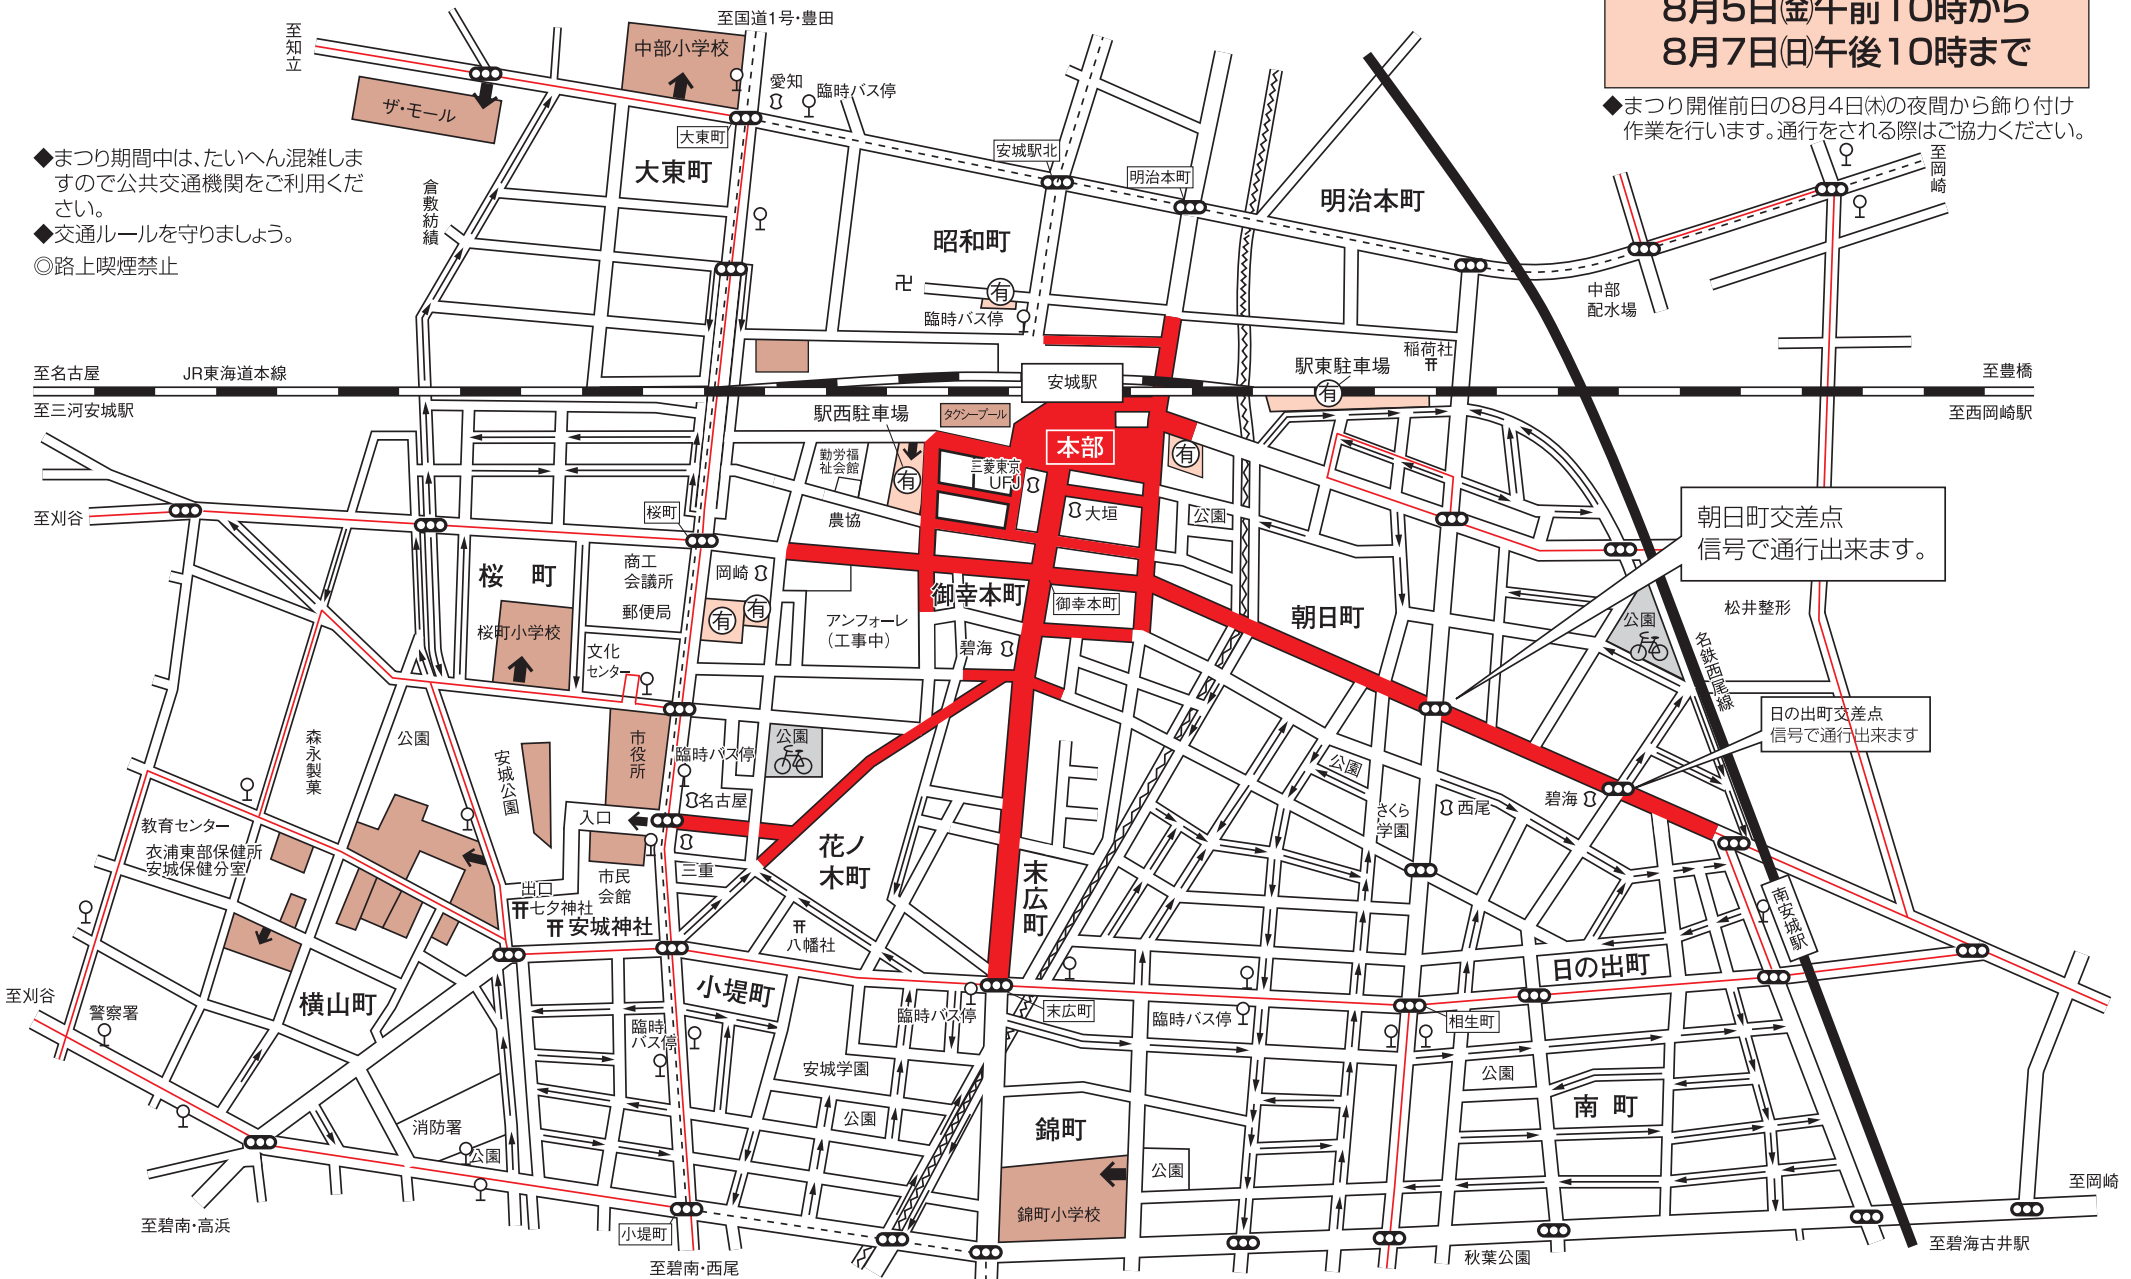 8月5日㈮午前10時から
8月7日㈰午後10時まで
◆まつり開催前日の8月4日㈭の夜間から飾り付け
作業を行います。通行をされる際はご協力ください。
◆まつり期間中は、たいへん混雑しま
すので公共交通機関をご利用くだ
さい。
◆交通ルールを守りましょう。
◎路上喫煙禁止
至国道1号・豊田
至知立
中部小学校
ザ・モール
愛知
臨時バス停
大東町
大東町
安城駅北
明治本町
明治本町
至岡崎
倉敷紡績
昭和町
卍
有
臨時バス停
中部
配水場
稲荷社
駅東駐車場
有
至名古屋
JR東海道本線
安城駅
至豊橋
至三河安城駅
至西岡崎駅
駅西駐車場
タクシープール
本部
勤労福
祉会館
有
三菱東京
UFJ
有
大垣
公園
農協
桜町
至刈谷
朝日町交差点
信号で通行出来ます。
桜 町
商工
会議所
岡崎
郵便局
有
有
御幸本町
御幸本町
朝日町
松井整形
公園
桜町小学校
文化
センター
アンフォーレ
(工事中)
碧海
名鉄西尾線
日の出町交差点
信号で通行出来ます
森永製菓
公園
安城公園
市役所
臨時バス停
公園
公園
名古屋
入口
さくら
学園
西尾
碧海
教育センター
衣浦東部保健所
安城保健分室
花ノ
木町
三重
市民
会館
末広町
出口
七夕神社
安城神社
八幡社
南安城駅
日の出町
小堤町
横山町
至刈谷
警察署
臨時バス停
末広町
臨時バス停
相生町
臨時
バス停
安城学園
公園
公園
南 町
消防署
公園
錦町
公園
錦町小学校
至岡崎
至碧南・高浜
小堤町
至碧南・西尾
秋葉公園
至碧海古井駅